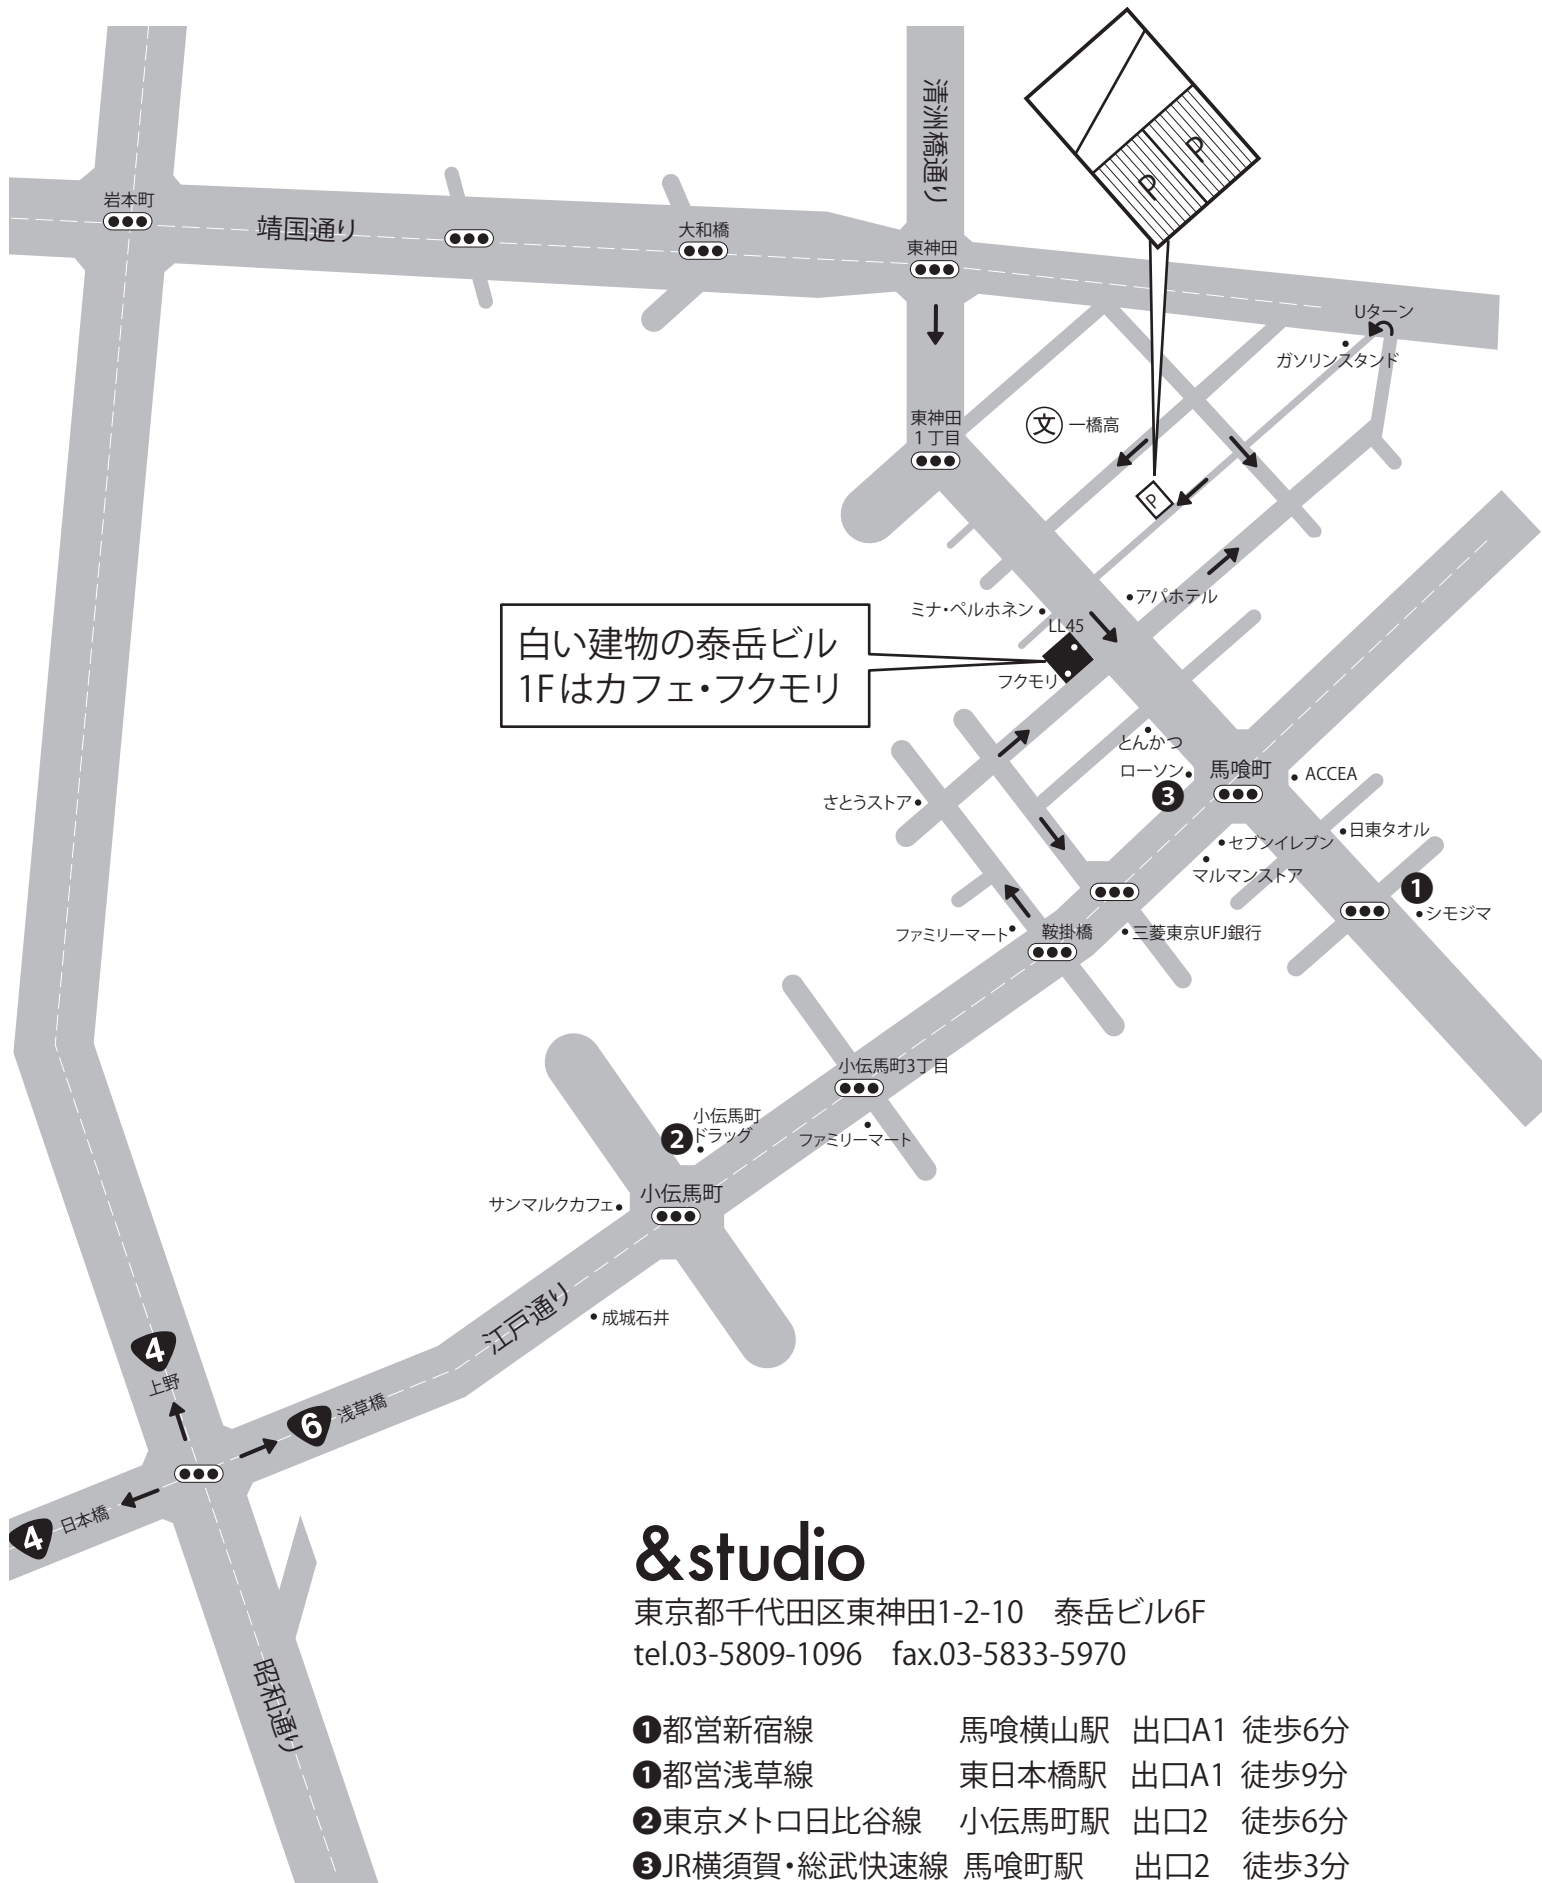 清洲橋通り
P
P
岩本町
靖国通り
大和橋
東神田
Uターン
ガソリンスタンド
東神田
1丁目
文 一橋高
P
ミナ・ペルホネン
アパホテル
LL45
白い建物の泰岳ビル
1Fはカフェ・フクモリ
フクモリ
とんかつ
ローソン
馬喰町
ACCEA
3
さとうストア
日東タオル
セブンイレブン
マルマンストア
1
シモジマ
ファミリーマート
鞍掛橋
三菱東京UFJ銀行
小伝馬町3丁目
小伝馬町
ドラッグ
2
ファミリーマート
サンマルクカフェ
小伝馬町
江戸通り
成城石井
4
上野
6 浅草橋
4 日本橋
昭和通り
&studio
東京都千代田区東神田1-2-10 泰岳ビル6F
tel.03-5809-1096 fax.03-5833-5970
❶都営新宿線 馬喰横山駅 出口A1 徒歩6分
❶都営浅草線 東日本橋駅 出口A1 徒歩9分
❷東京メトロ日比谷線 小伝馬町駅 出口2 徒歩6分
❸JR横須賀・総武快速線 馬喰町駅 出口2 徒歩3分